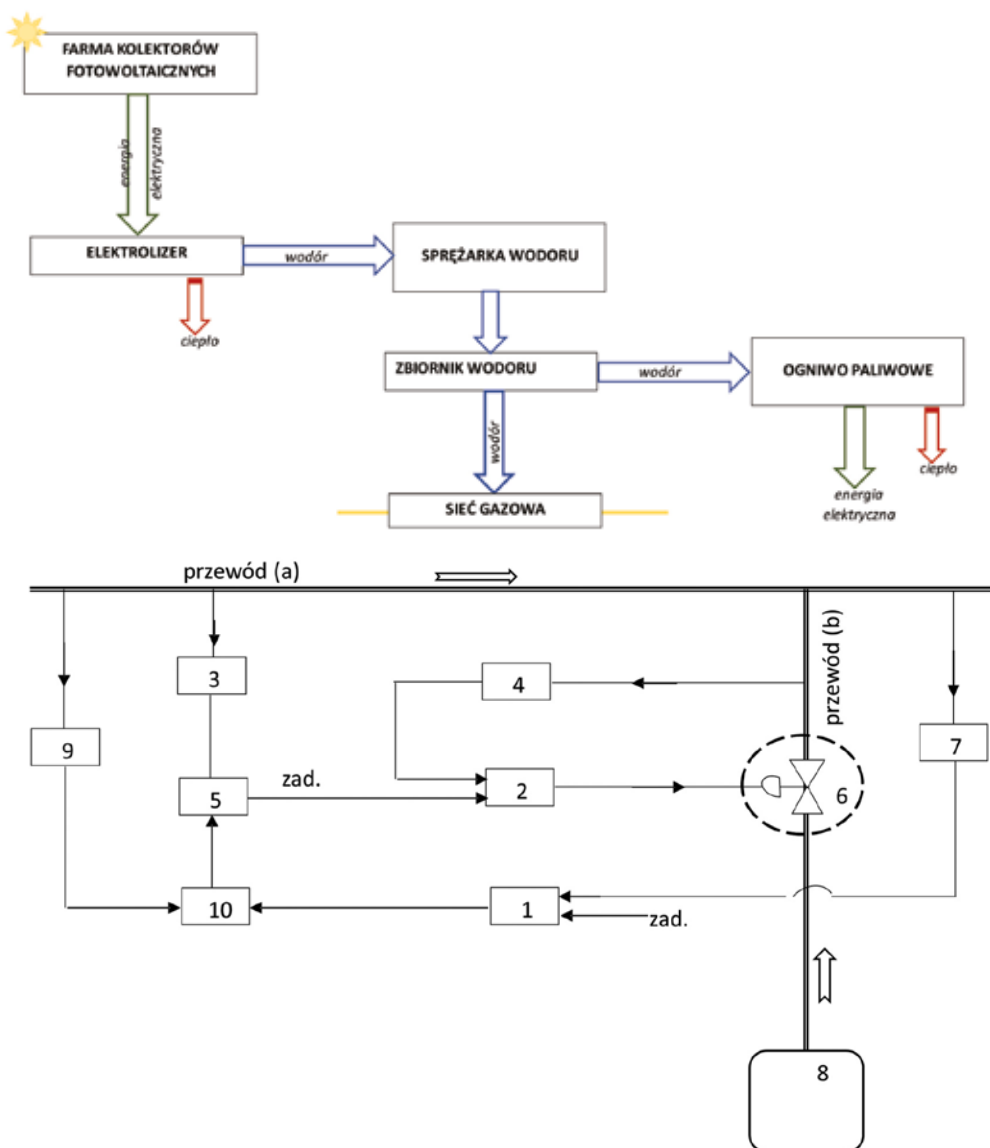 FARMA KOLEKTORÓW
FOTOWOLTAICZNYCH
energia
elektryczna
ELEKTROLIZER
wodór
SPRĘŻARKA WODORU
ciepło
ZBIORNIK WODORU
wodór
OGNIWO PALIWOWE
wodór
ciepło
energia
elektryczna
SIEĆ GAZOWA
przewód (a)
przewód (b)
3
4
9
7
5
zad.
2
6
10
1
zad.
8